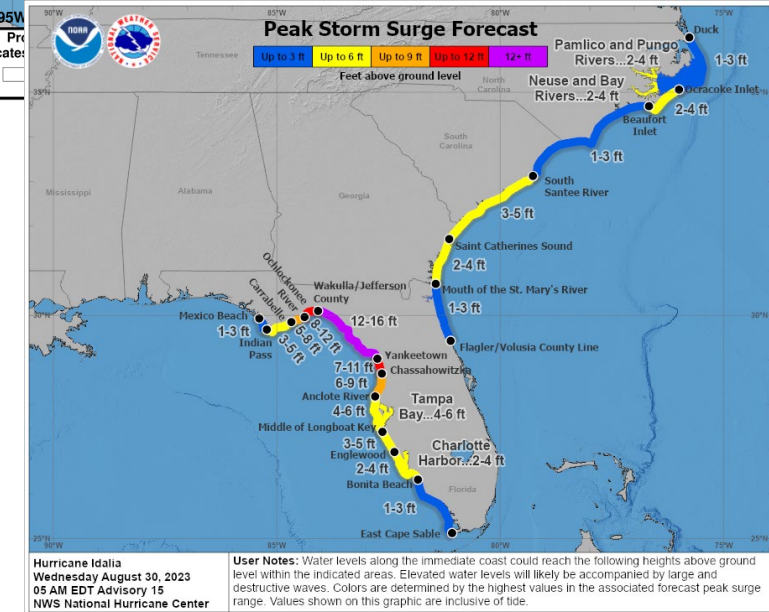 95W
Pro
cates
NOAA
Peak Storm Surge Forecast
Up to 3 ft
Up to 6 ft
Up to 9 ft
Up to 12 ft
12+ ft
Feet above ground level
90°W
85°W
80°W
75°W
Duck
Pamlico and Pungo
Rivers...2-4 ft
1-3 ft
Tennessee
North
Carolina
Neuse and Bay
Rivers...2-4 ft
Ocracoke Inlet
35°N
2-4 ft
Beaufort
Inlet
South
Carolina
1-3 ft
Mississippi
Alabama
Georgia
South
Santee River
3-5 ft
Saint Catherines Sound
2-4 ft
Mouth of the St. Mary's River
Ochlockonee
River
Carrabelle
Wakulla/Jefferson
County
1-3 ft
Mexico Beach
1-3 ft
12-16 ft
30°N
Indian
Pass
3-5 ft
5-8 ft
8-12 ft
Flagler/Volusia County Line
Yankeetown
7-11 ft
Chassahowitzka
6-9 ft
Anclote River
4-6 ft
Tampa
Bay...4-6 ft
Middle of Longboat Key
3-5 ft
Englewood
2-4 ft
Charlotte
Harbor...2-4 ft
Bonita Beach
Florida
1-3 ft
East Cape Sable
25°N
90°W
85°W
80°W
75°W
Hurricane Idalia
Wednesday August 30, 2023
05 AM EDT Advisory 15
NWS National Hurricane Center
User Notes: Water levels along the immediate coast could reach the following heights above ground
level within the indicated areas. Elevated water levels will likely be accompanied by large and
destructive waves. Colors are determined by the highest values in the associated forecast peak surge
range. Values shown on this graphic are inclusive of tide.